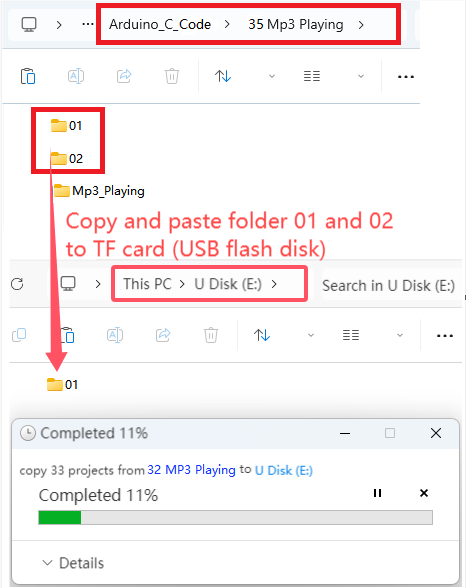 ··· Arduino_C_Code > 35 Mp3 Playing >
01
02
Mp3_Playing
Copy and paste folder 01 and 02
to TF card (USB flash disk)
This PC > U Disk (E:) > Search in U Disk (E:)
01
Completed 11%
copy 33 projects from 32 MP3 Playing to U Disk (E:)
Completed 11%
Details